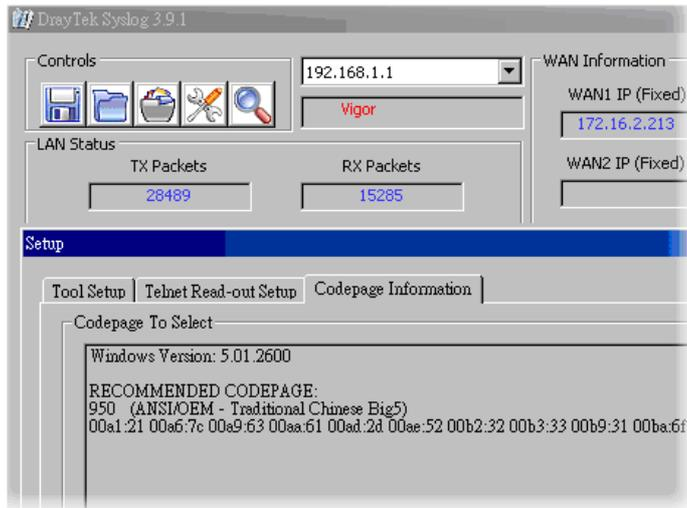 DrayTek Syslog 3.9.1
Controls
192.168.1.1
Vigor
WAN Information
WAN1 IP (Fixed)
172.16.2.213
WAN2 IP (Fixed)
LAN Status
TX Packets
RX Packets
28489
15285
Setup
Tool Setup
Telnet Read-out Setup
Codepage Information
Codepage To Select
Windows Version: 5.01.2600
RECOMMENDED CODEPAGE:
950 (ANSI/OEM - Traditional Chinese Big5)
00a1:21 00a6:7c 00a9:63 00aa:61 00ad:2d 00ae:52 00b2:32 00b3:33 00b9:31 00ba:6f